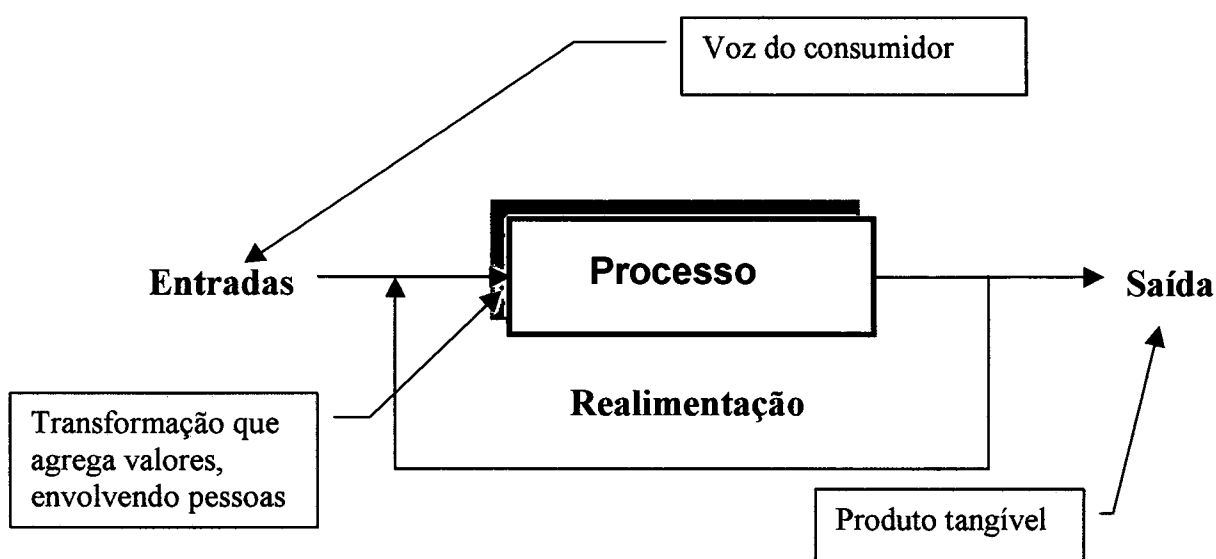 Voz do consumidor
Entradas
Processo
Saída
Realimentação
Transformação que
agrega valores,
envolvendo pessoas
Produto tangível